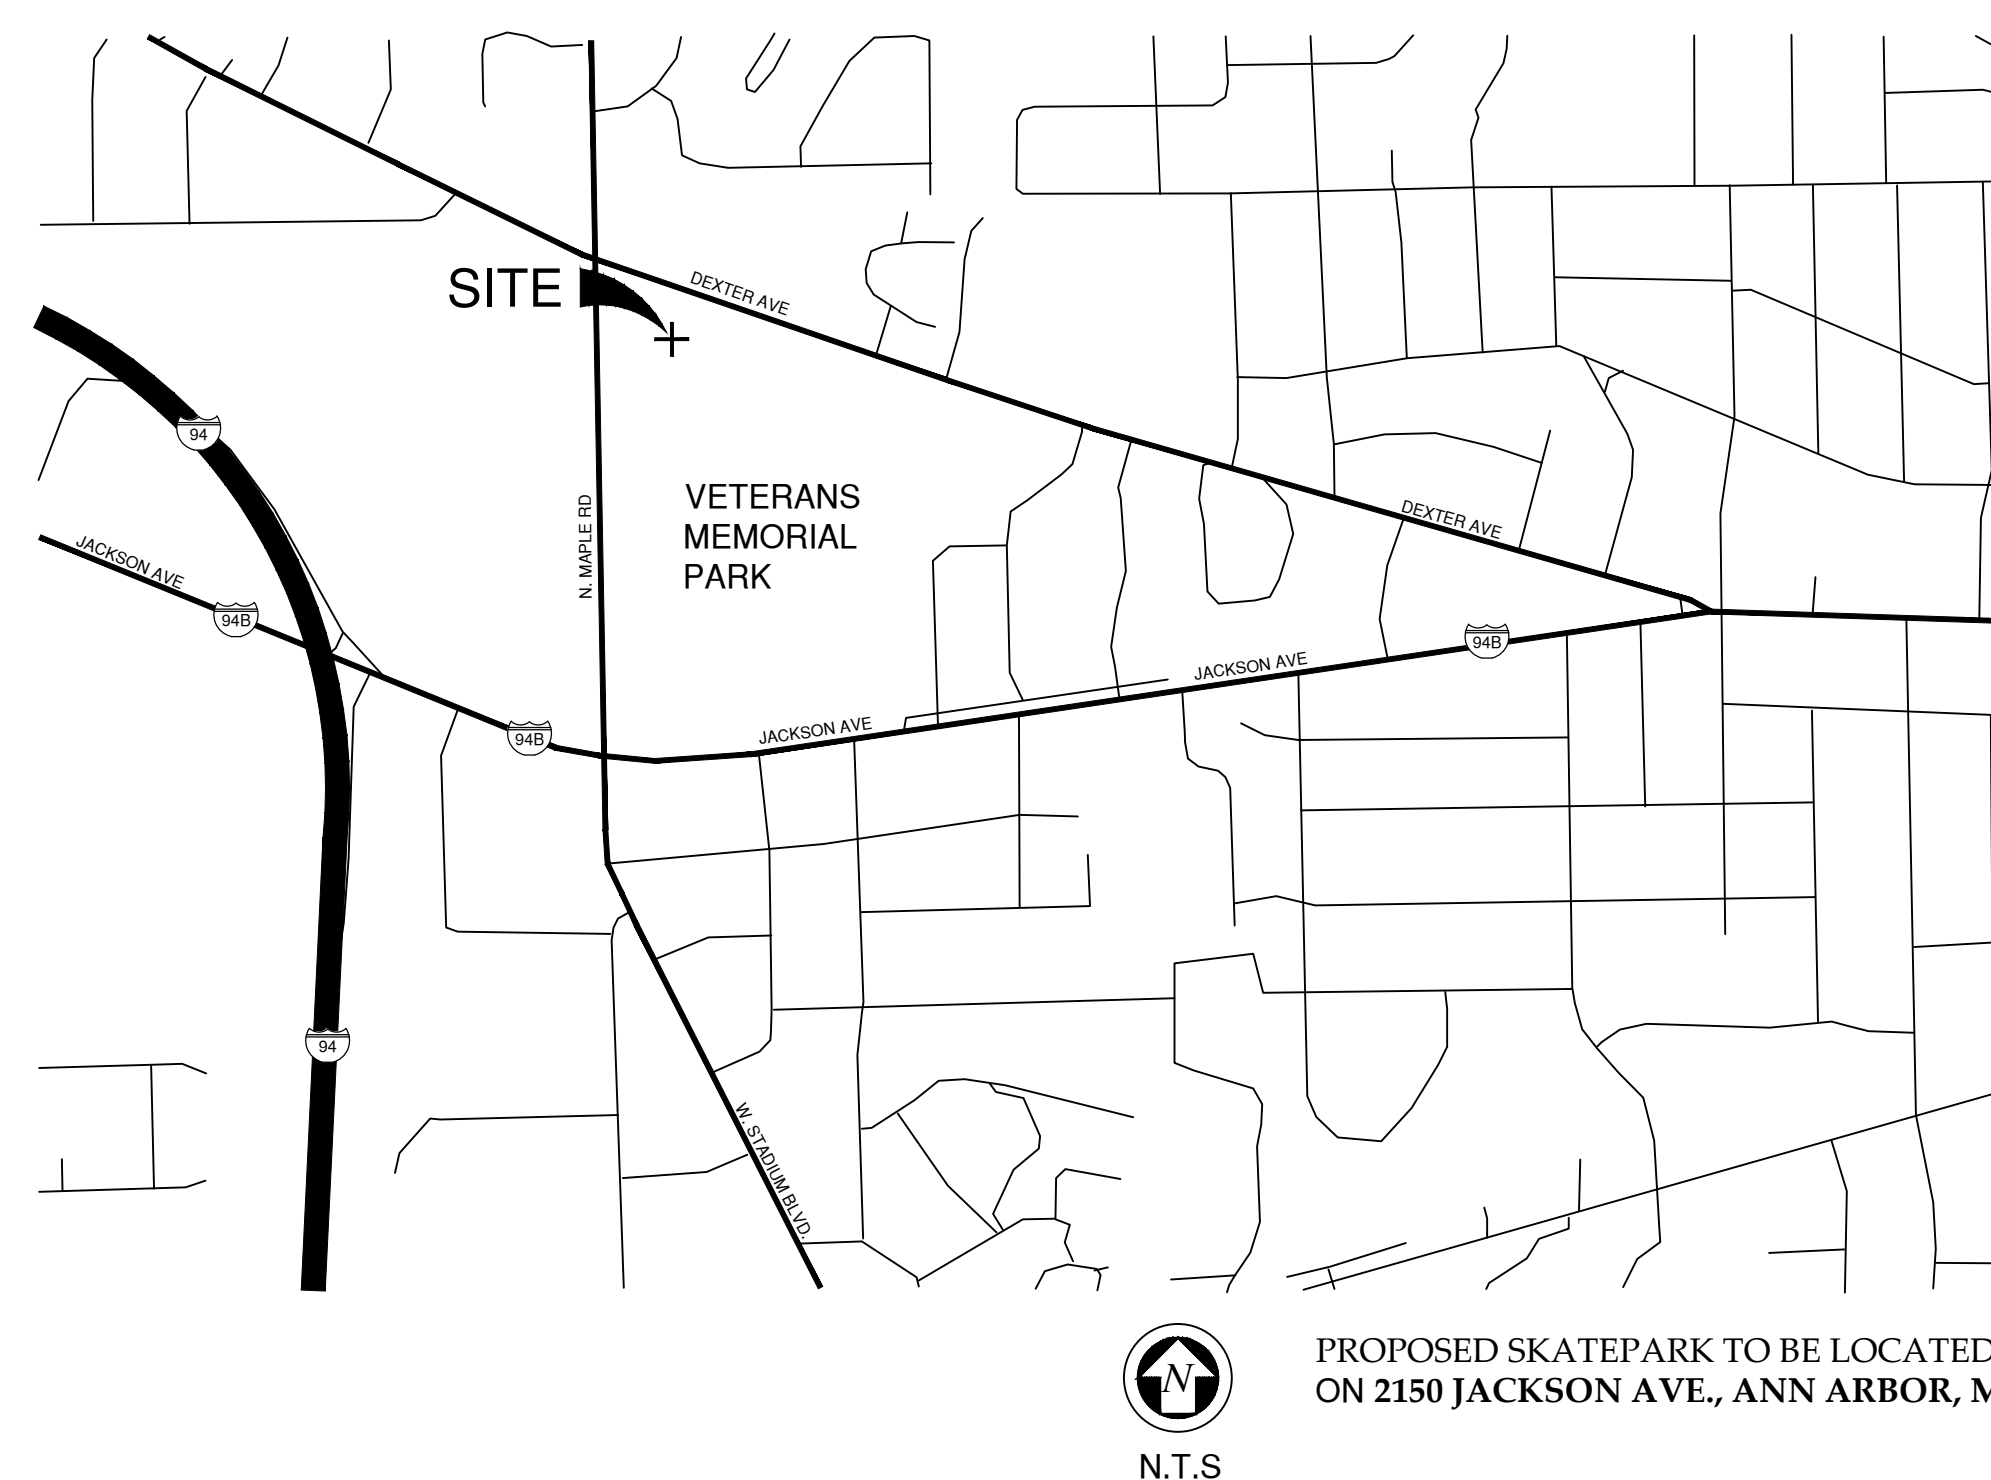 SITE
DEXTER AVE
94
VETERANS
MEMORIAL
PARK
N. MAPLE RD
DEXTER AVE
JACKSON AVE
94B
94B
JACKSON AVE
JACKSON AVE
94B
94
W. STADIUM BLVD.
N
PROPOSED SKATEPARK TO BE LOCATED
ON 2150 JACKSON AVE., ANN ARBOR, M
N.T.S